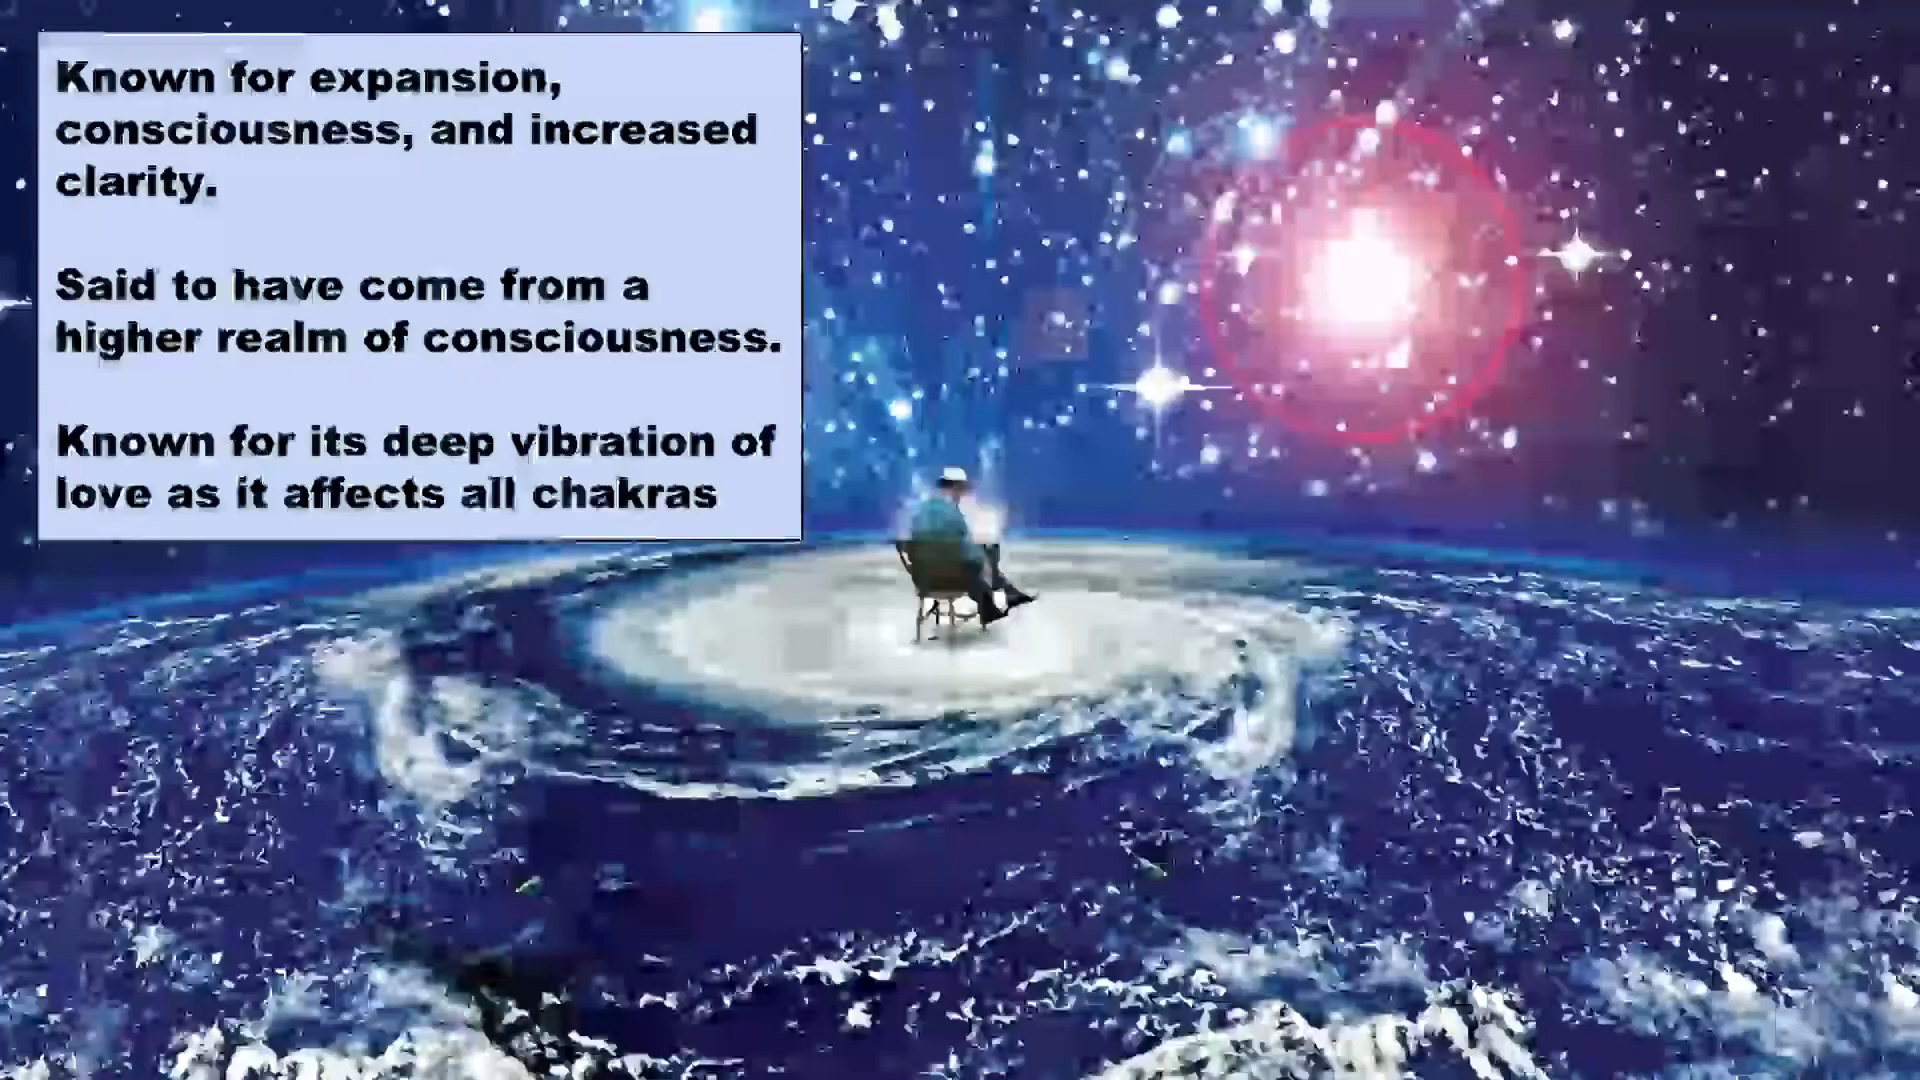 Known for expansion,
consciousness, and increased
clarity.
Said to have come from a
higher realm of consciousness.
Known for its deep vibration of
love as it affects all chakras